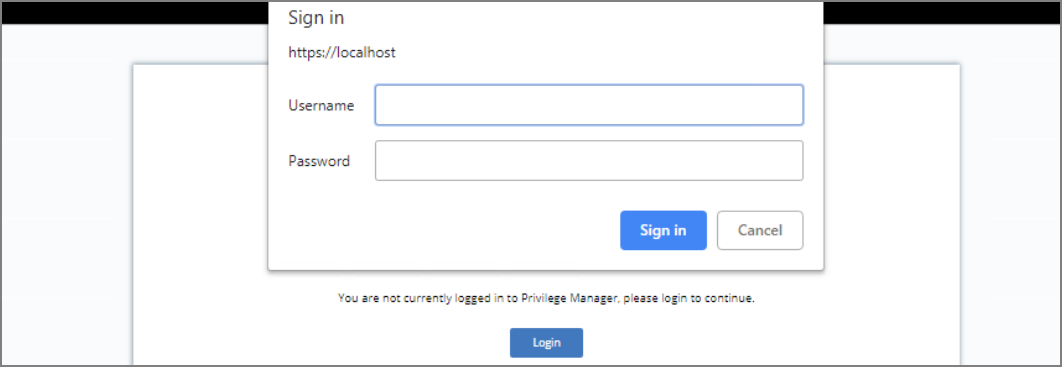 Sign in
https://localhost
Username
Password
Sign in Cancel
You are not currently logged in to Privilege Manager, please login to continue.
Login